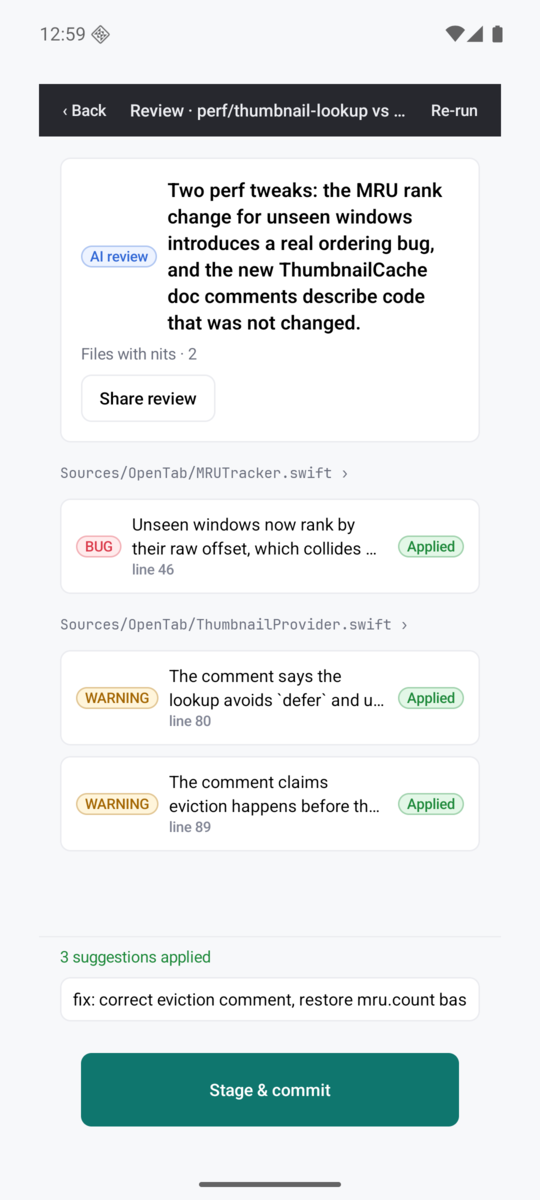 12:59
‹ Back Review · perf/thumbnail-lookup vs ... Re-run
AI review
Two perf tweaks: the MRU rank
change for unseen windows
introduces a real ordering bug,
and the new ThumbnailCache
doc comments describe code
that was not changed.
Files with nits · 2
Share review
Sources/OpenTab/MRUTracker.swift ›
BUG
Unseen windows now rank by
their raw offset, which collides ...
line 46
Applied
Sources/OpenTab/ThumbnailProvider.swift ›
WARNING
The comment says the
lookup avoids `defer` and u...
line 80
Applied
WARNING
The comment claims
eviction happens before th...
line 89
Applied
3 suggestions applied
fix: correct eviction comment, restore mru.count bas
Stage & commit